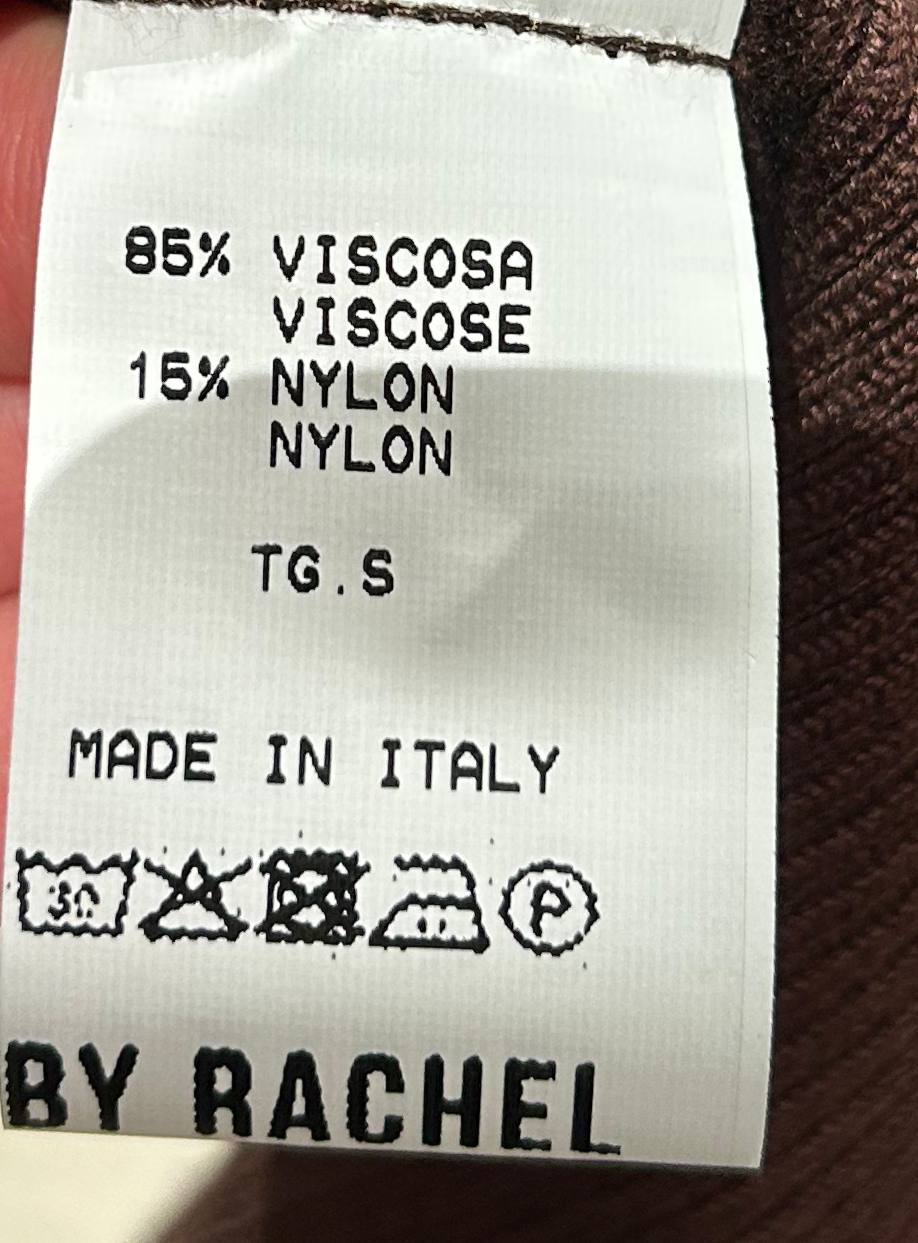 85% VISCOSA
VISCOSE
15% NYLON
NYLON
TG.S
MADE IN ITALY
30 P
BY RACHEL